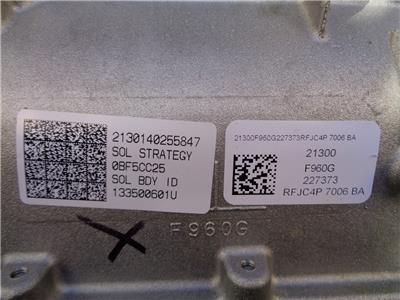 2130140255847
SOL STRATEGY
0BF5CC25
SOL BDY ID
133500601U
21300F960G227373RFJC4P 7006 BA
21300
F960G
227373
RFJC4P 7006 BA
F960G